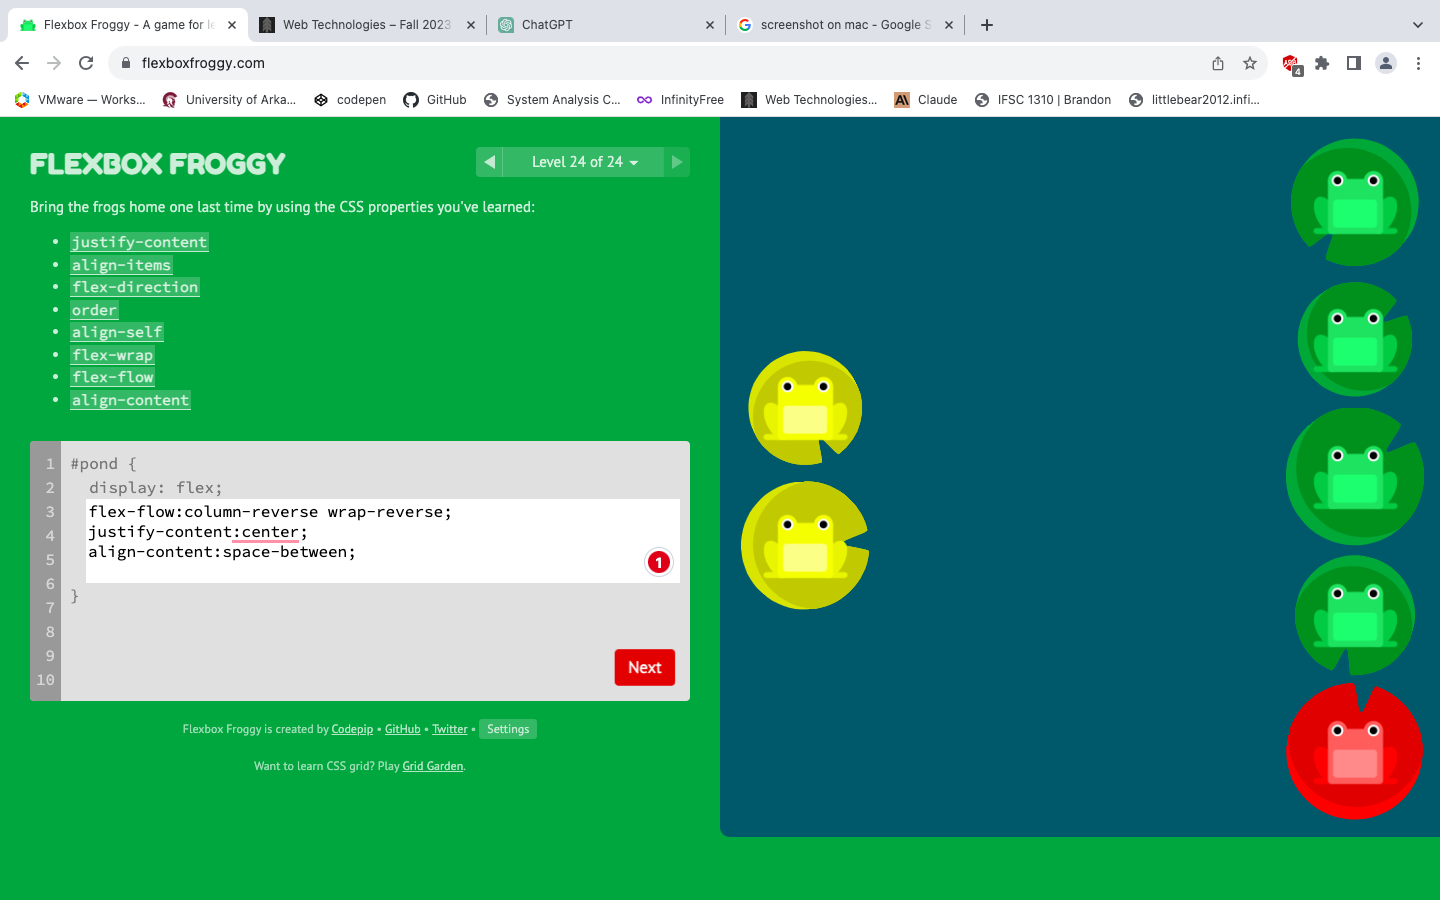 Flexbox Froggy - A game for le
Web Technologies – Fall 2023
ChatGPT
screenshot on mac - Google S
flexboxfroggy.com
4
VMware — Works...
University of Arka...
codepen
GitHub
System Analysis C...
InfinityFree
Web Technologies...
Claude
IFSC 1310 | Brandon
littlebear2012.infi...
FLEXBOX FROGGY
Level 24 of 24
Bring the frogs home one last time by using the CSS properties you've learned:
• justify-content
• align-items
• flex-direction
• order
• align-self
• flex-wrap
• flex-flow
• align-content
1 #pond {
2 display: flex;
3 flex-flow:column-reverse wrap-reverse;
4 justify-content:center;
5 align-content:space-between;
1
6 }
7
8
9
10
Next
Flexbox Froggy is created by Codepip • GitHub • Twitter • Settings
Want to learn CSS grid? Play Grid Garden.